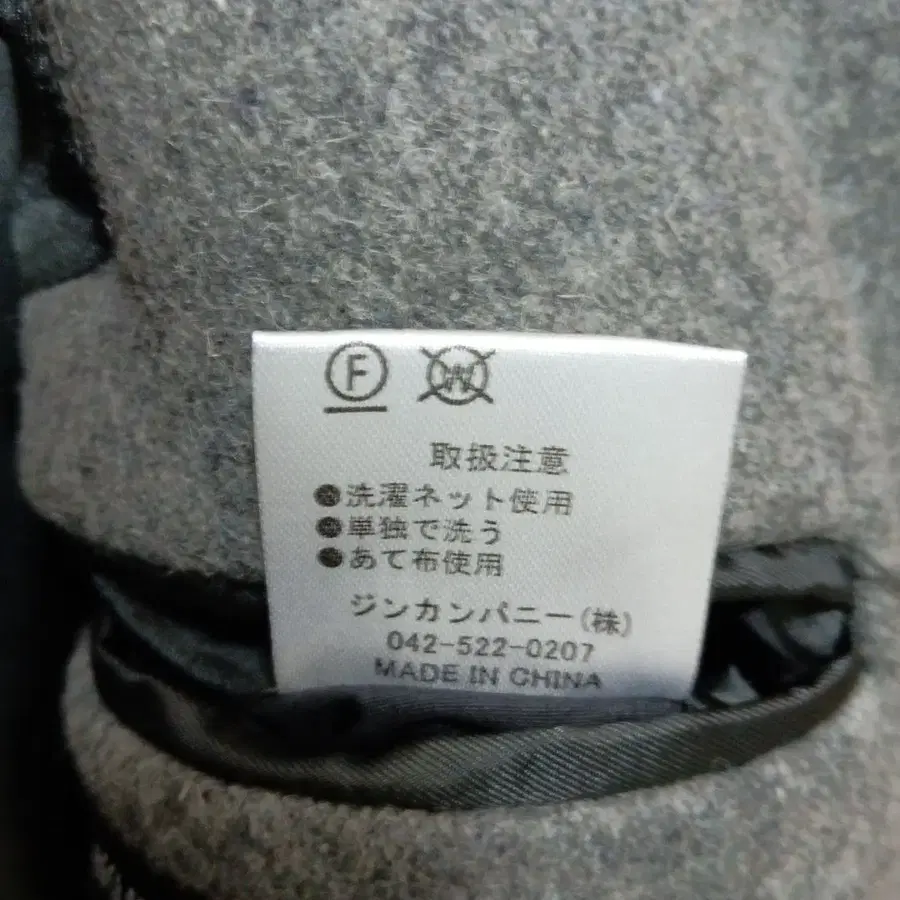 F W
取扱注意
●洗濯ネット使用
●単独で洗う
●あて布使用
ジンカンパニー(株)
042-522-0207
MADE IN CHINA